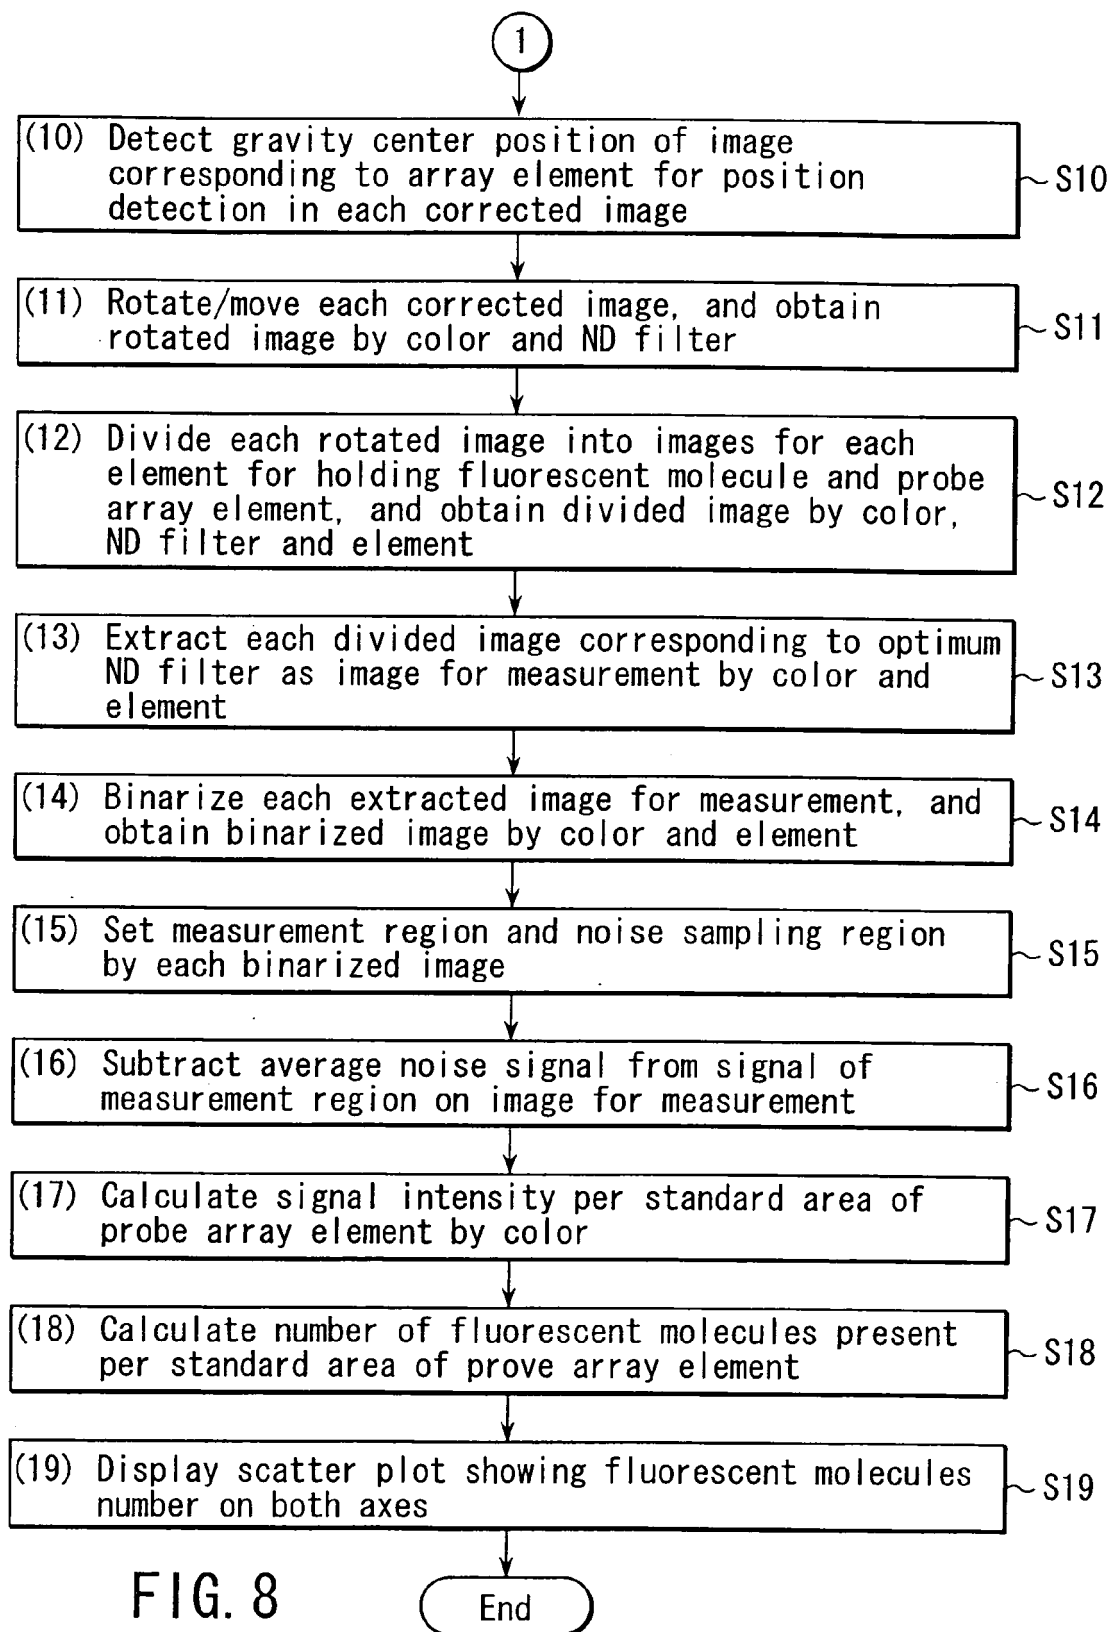 1
(10) Detect gravity center position of image
corresponding to array element for position
detection in each corrected image
S10
(11) Rotate/move each corrected image, and obtain
rotated image by color and ND filter
S11
(12) Divide each rotated image into images for each
element for holding fluorescent molecule and probe
array element, and obtain divided image by color,
ND filter and element
S12
(13) Extract each divided image corresponding to optimum
ND filter as image for measurement by color and
element
S13
(14) Binarize each extracted image for measurement, and
obtain binarized image by color and element
S14
(15) Set measurement region and noise sampling region
by each binarized image
S15
(16) Subtract average noise signal from signal of
measurement region on image for measurement
S16
(17) Calculate signal intensity per standard area of
probe array element by color
S17
(18) Calculate number of fluorescent molecules present
per standard area of prove array element
S18
(19) Display scatter plot showing fluorescent molecules
number on both axes
S19
End
FIG. 8